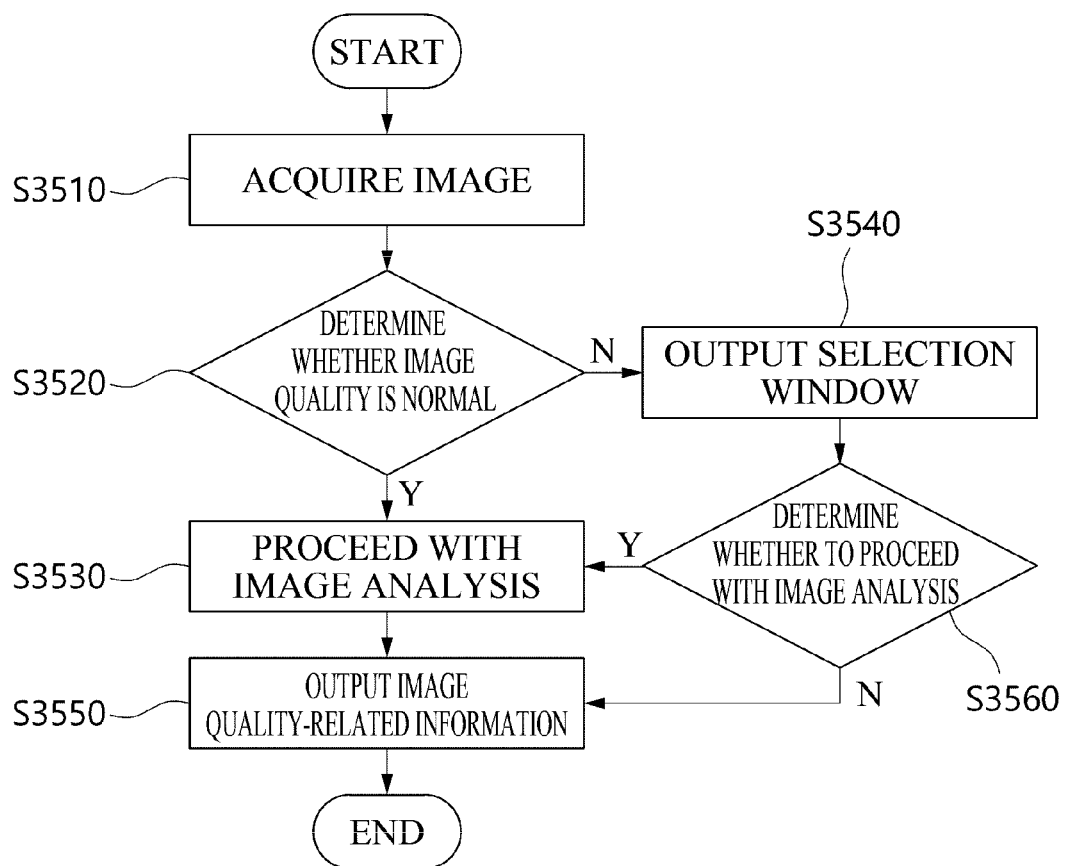 START
S3510
ACQUIRE IMAGE
S3520
DETERMINE
WHETHER IMAGE
QUALITY IS NORMAL
N
Y
S3540
OUTPUT SELECTION
WINDOW
S3530
PROCEED WITH
IMAGE ANALYSIS
Y
DETERMINE
WHETHER TO PROCEED
WITH IMAGE ANALYSIS
N
S3560
S3550
OUTPUT IMAGE
QUALITY-RELATED INFORMATION
END